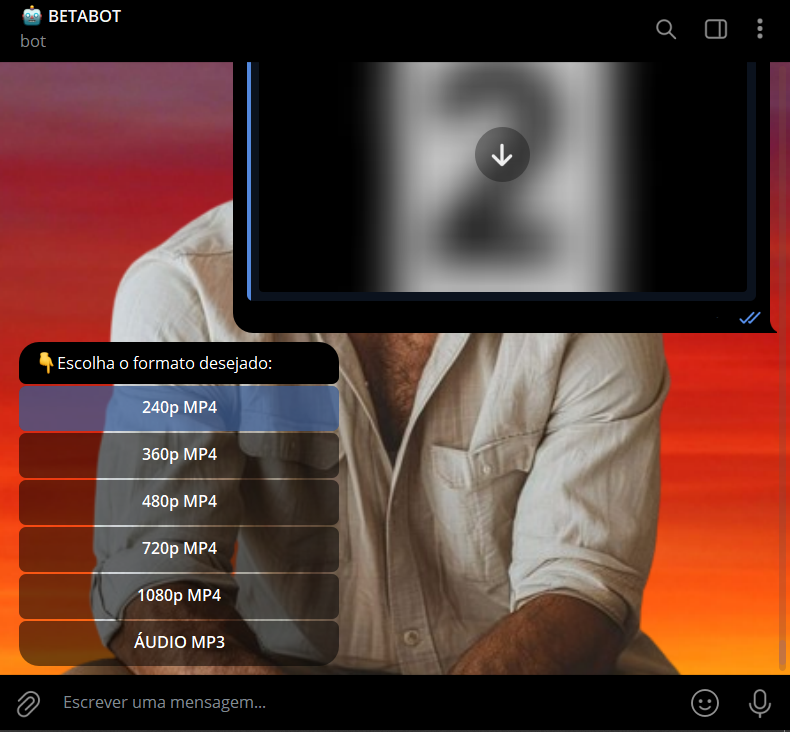 🤖 BETABOT
bot
2
👇Escolha o formato desejado:
240p MP4
360p MP4
480p MP4
720p MP4
1080p MP4
ÁUDIO MP3
Escrever uma mensagem...